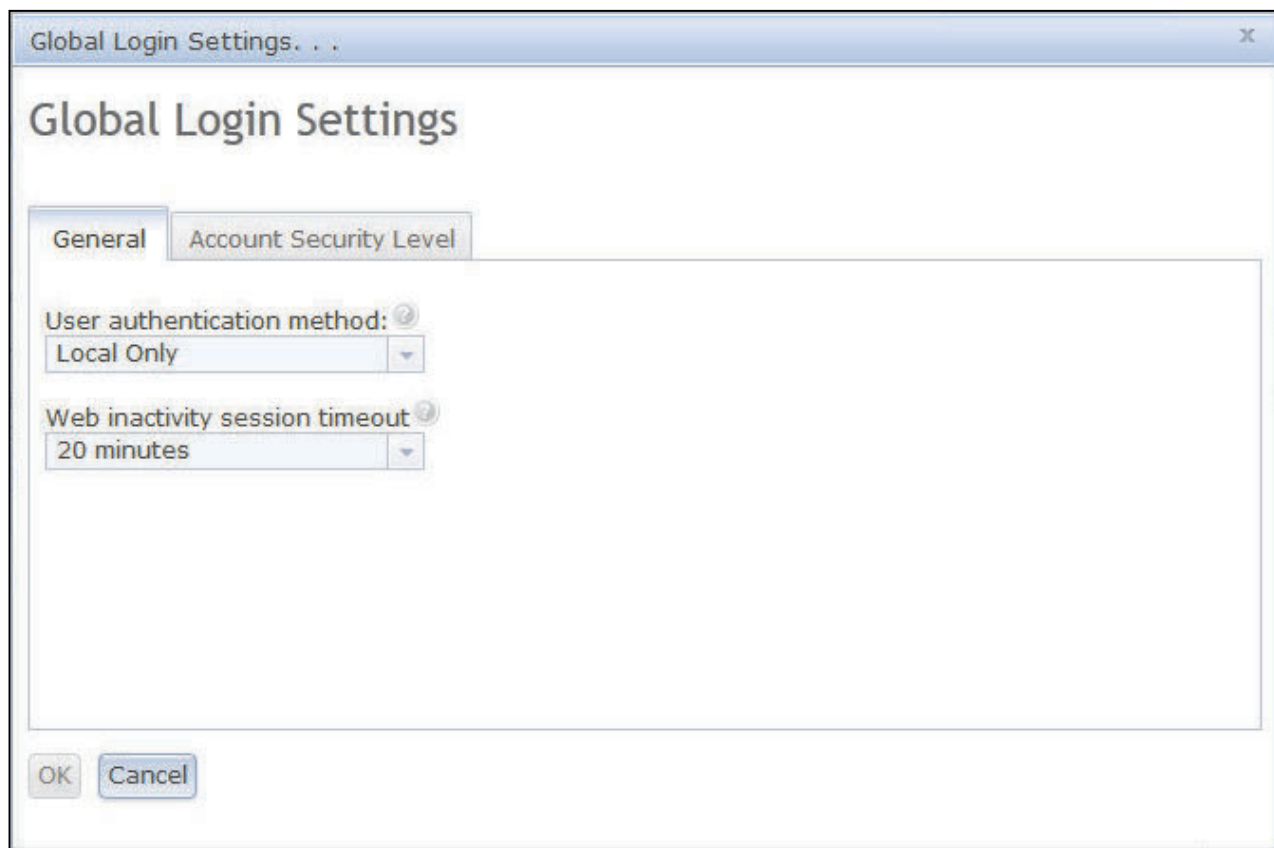 Global Login Settings. . .
x
Global Login Settings
General
Account Security Level
User authentication method: ?
Local Only
Web inactivity session timeout ?
20 minutes
OK
Cancel